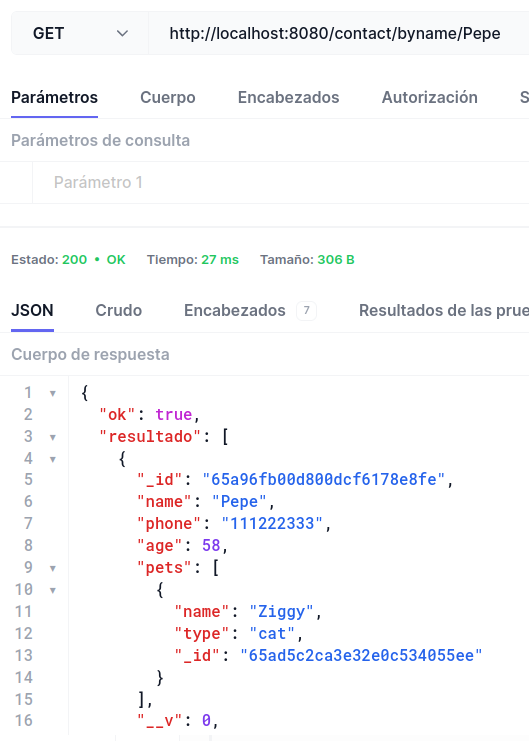 GET http://localhost:8080/contact/byname/Pepe
Parámetros Cuerpo Encabezados Autorización S
Parámetros de consulta
Parámetro 1
Estado: 200 • OK Tiempo: 27 ms Tamaño: 306 B
JSON Crudo Encabezados 7 Resultados de las prue
Cuerpo de respuesta
1 {
2 "ok": true,
3 "resultado": [
4 {
5 "_id": "65a96fb00d800dcf6178e8fe",
6 "name": "Pepe",
7 "phone": "111222333",
8 "age": 58,
9 "pets": [
10 {
11 "name": "Ziggy",
12 "type": "cat",
13 "_id": "65ad5c2ca3e32e0c534055ee"
14 }
15 ],
16 "__v": 0,